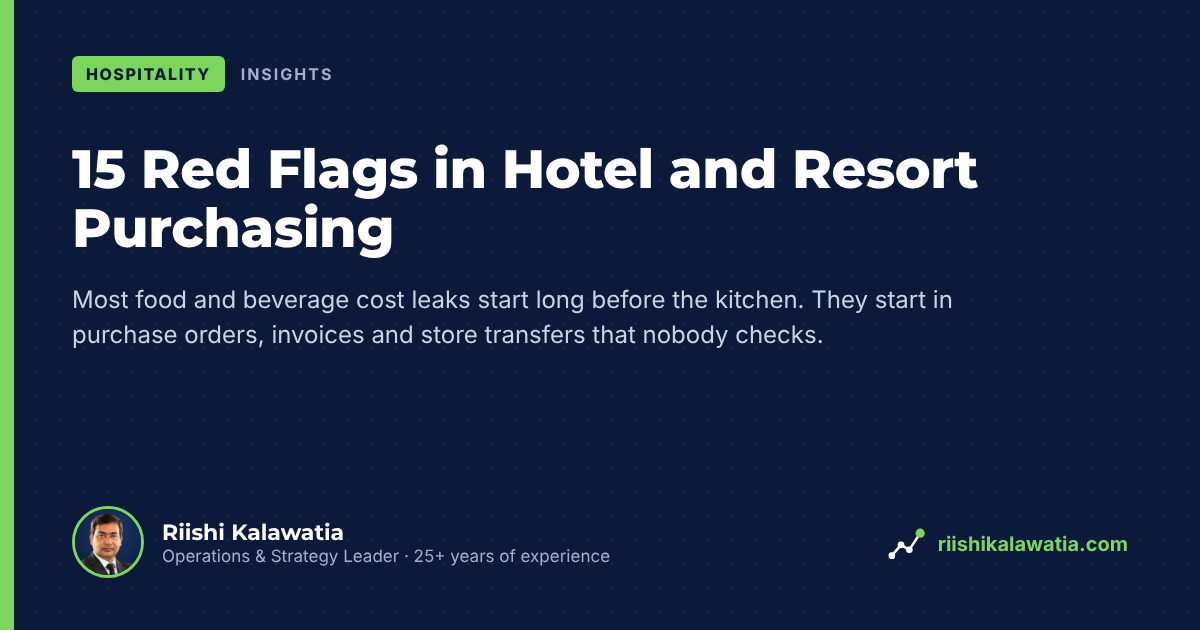 HOSPITALITY INSIGHTS
15 Red Flags in Hotel and Resort
Purchasing
Most food and beverage cost leaks start long before the kitchen. They start in
purchase orders, invoices and store transfers that nobody checks.
Riishi Kalawatia
Operations & Strategy Leader · 25+ years of experience
riishikalawatia.com